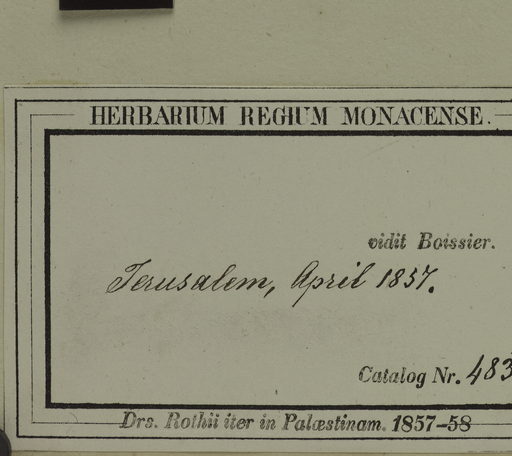 HERBARIUM REGIUM MONACENSE.
vidit Boissier.
Jerusalem, April 1857.
Catalog Nr. 483
Drs. Rothii iter in Palæstinam. 1857-58